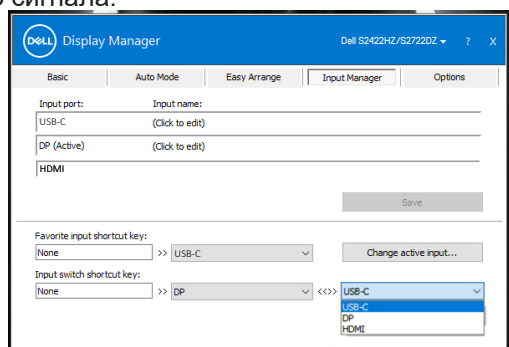 сигнала.
DELL Display Manager Dell S2422HZ/S2722DZ ? X
Basic Auto Mode Easy Arrange Input Manager Options
Input port: Input name:
USB-C (Click to edit)
DP (Active) (Click to edit)
HDMI
Save
Favorite input shortcut key:
None >> USB-C Change active input...
Input switch shortcut key:
None >> DP <<>> USB-C
USB-C
DP
HDMI